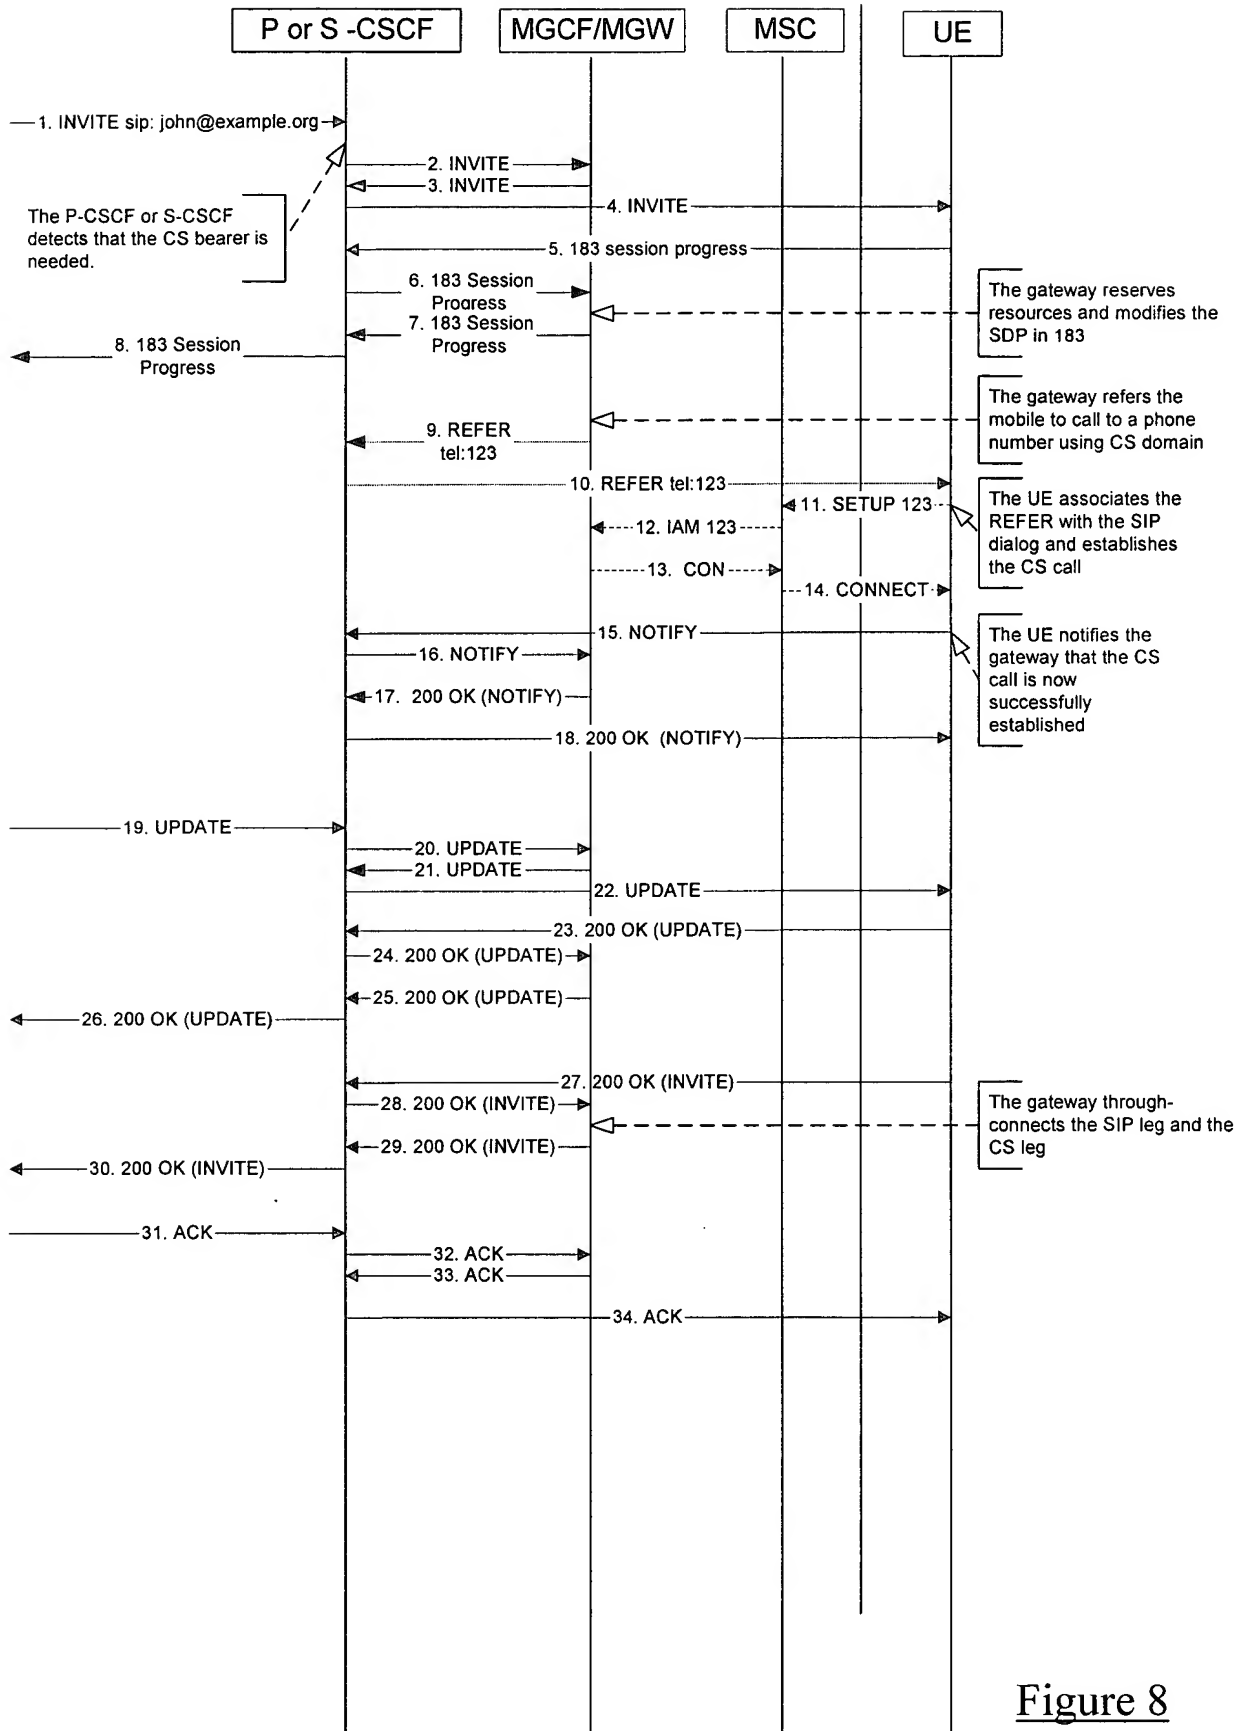 P or S -CSCF
MGCF/MGW
MSC
UE
1. INVITE sip: john@example.org
2. INVITE
3. INVITE
The P-CSCF or S-CSCF
detects that the CS bearer is
needed.
4. INVITE
5. 183 session progress
6. 183 Session
Progress
The gateway reserves
resources and modifies the
SDP in 183
7. 183 Session
Progress
8. 183 Session
Progress
The gateway refers the
mobile to call to a phone
number using CS domain
9. REFER
tel:123
10. REFER tel:123
11. SETUP 123
The UE associates the
REFER with the SIP
dialog and establishes
the CS call
12. IAM 123
13. CON
14. CONNECT
15. NOTIFY
The UE notifies the
gateway that the CS
call is now
successfully
established
16. NOTIFY
17. 200 OK (NOTIFY)
18. 200 OK (NOTIFY)
19. UPDATE
20. UPDATE
21. UPDATE
22. UPDATE
23. 200 OK (UPDATE)
24. 200 OK (UPDATE)
25. 200 OK (UPDATE)
26. 200 OK (UPDATE)
27. 200 OK (INVITE)
28. 200 OK (INVITE)
The gateway through-
connects the SIP leg and the
CS leg
29. 200 OK (INVITE)
30. 200 OK (INVITE)
31. ACK
32. ACK
33. ACK
34. ACK
Figure 8